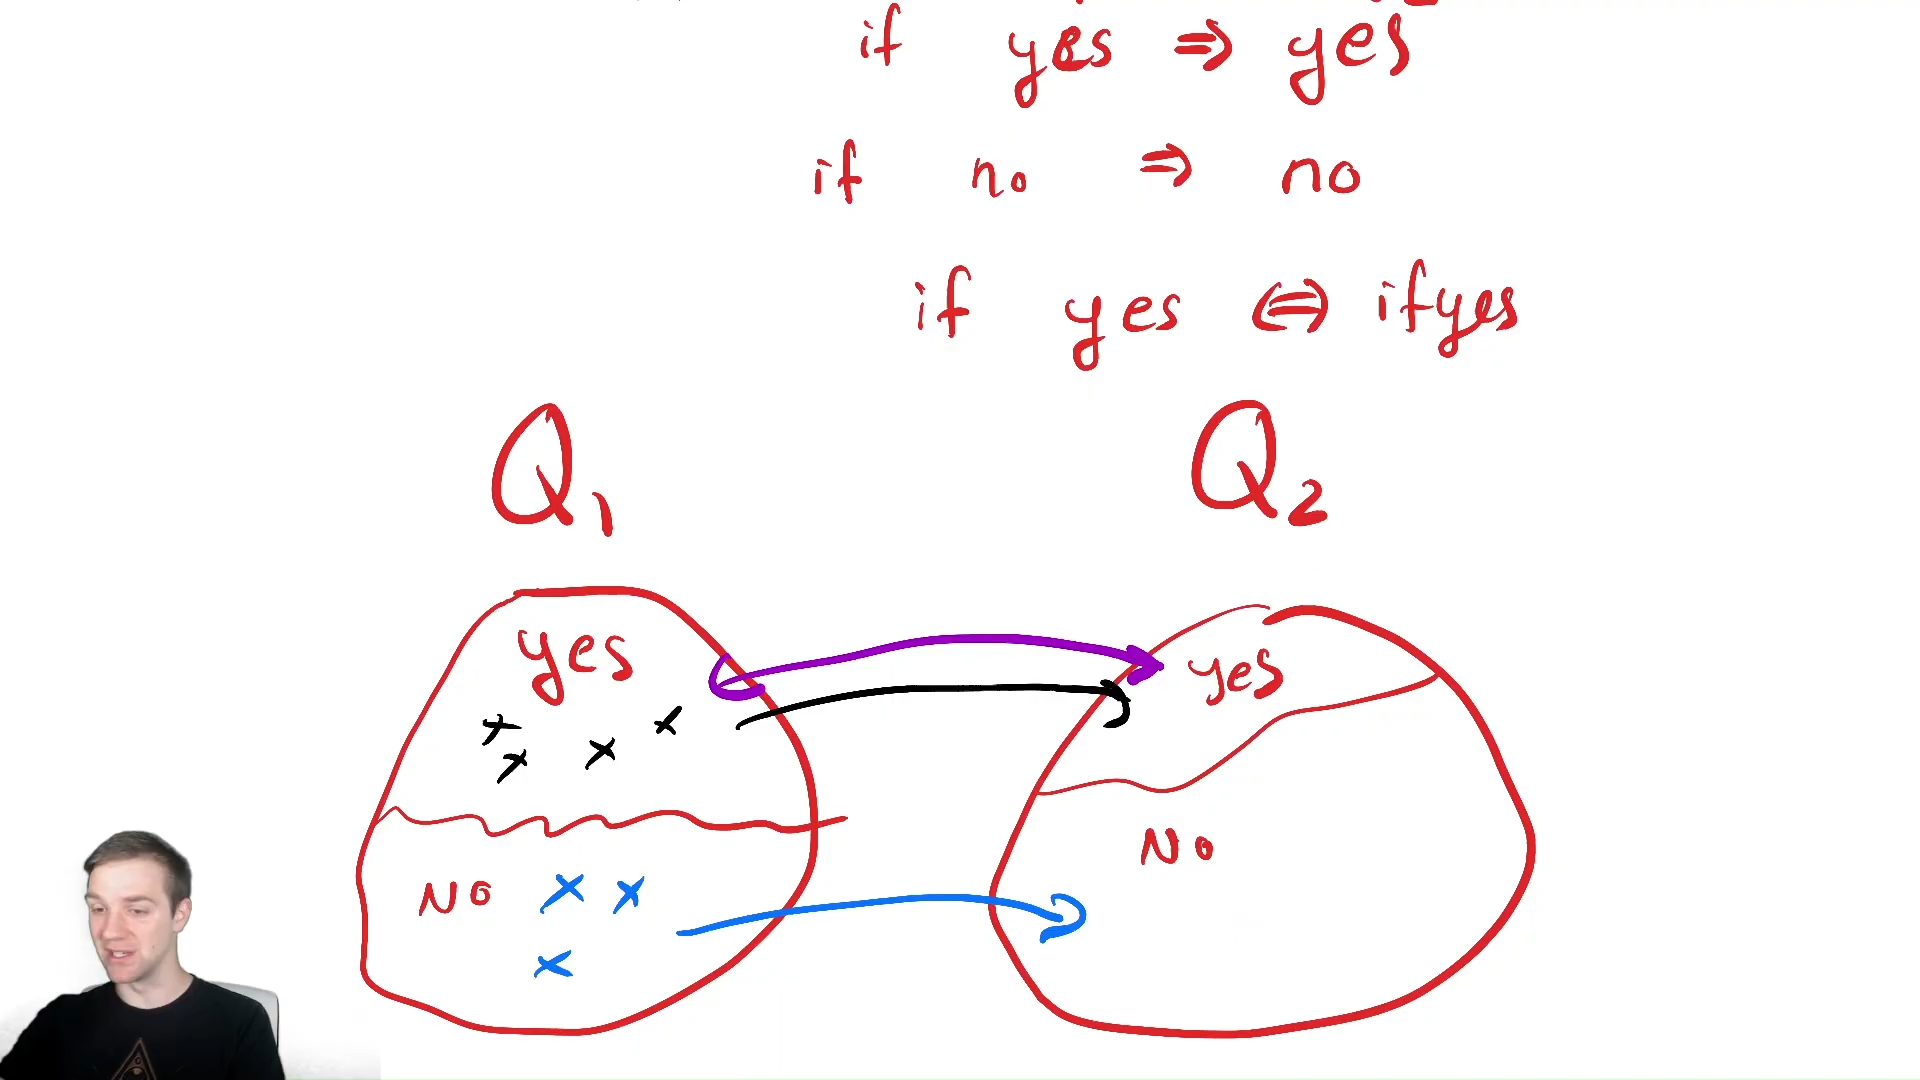 if yes ⇒ yes
if no ⇒ no
if yes ⇔ if yes
Q1 Q2
yes yes
x x x x
No No
x x
x